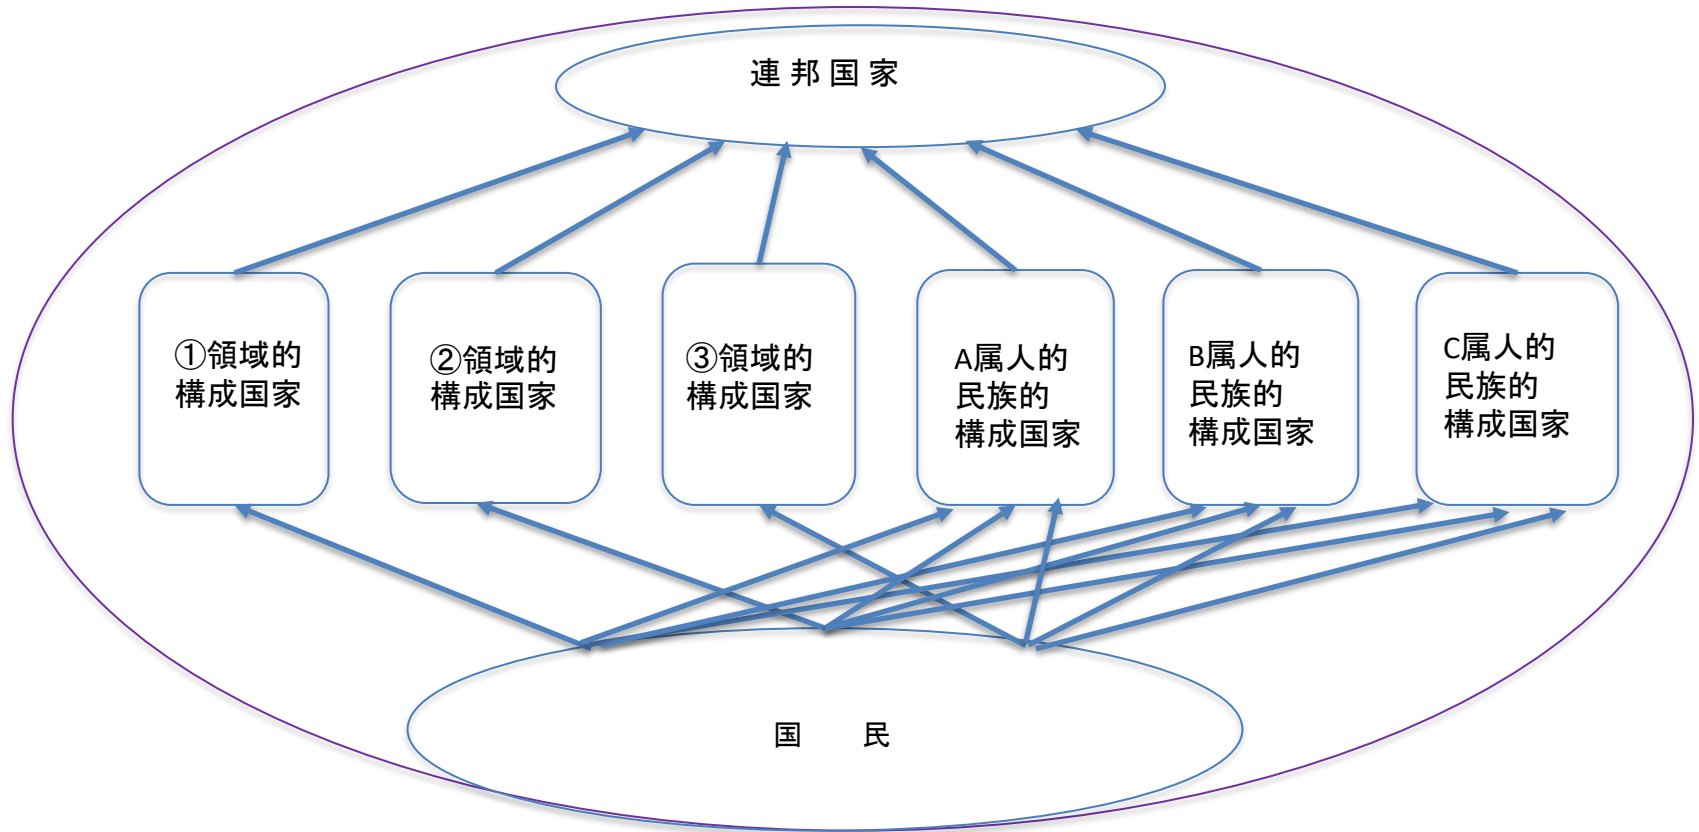 連邦国家
①領域的
構成国家
②領域的
構成国家
③領域的
構成国家
A属人的
民族的
構成国家
B属人的
民族的
構成国家
C属人的
民族的
構成国家
国　　民